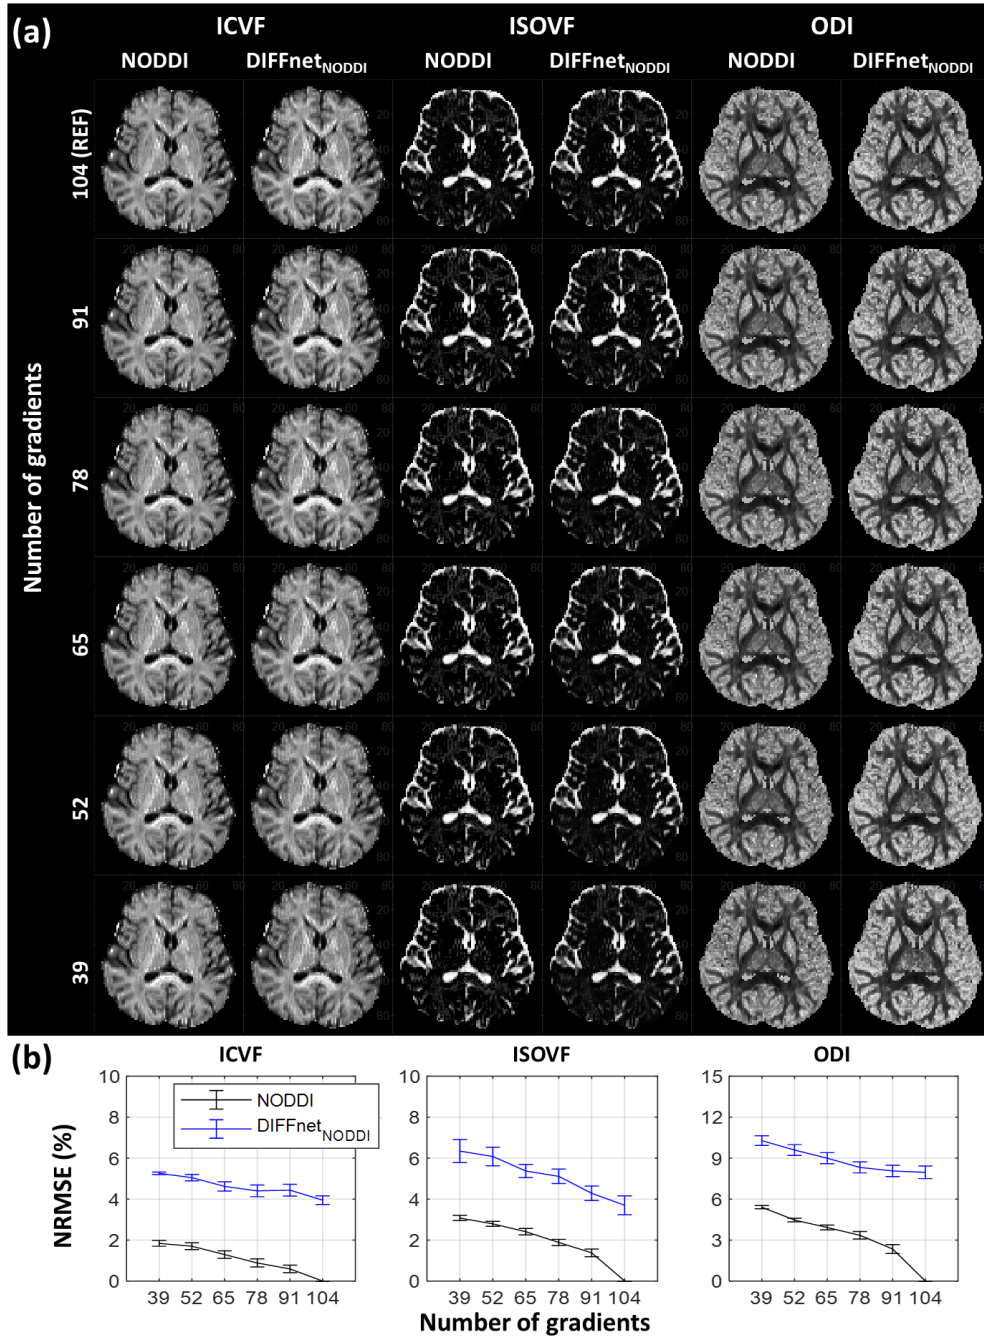 (a)
ICVF ISOVF ODI
NODDI DIFFnetNODDI NODDI DIFFnetNODDI NODDI DIFFnetNODDI
Number of gradients
104 (REF)
91
78
65
52
39
(b)
ICVF ISOVF ODI
NRMSE (%)
10
8
6
4
2
0
NODDI
DIFFnetNODDI
39 52 65 78 91 104
10
8
6
4
2
0
39 52 65 78 91 104
15
12
9
6
3
0
39 52 65 78 91 104
Number of gradients